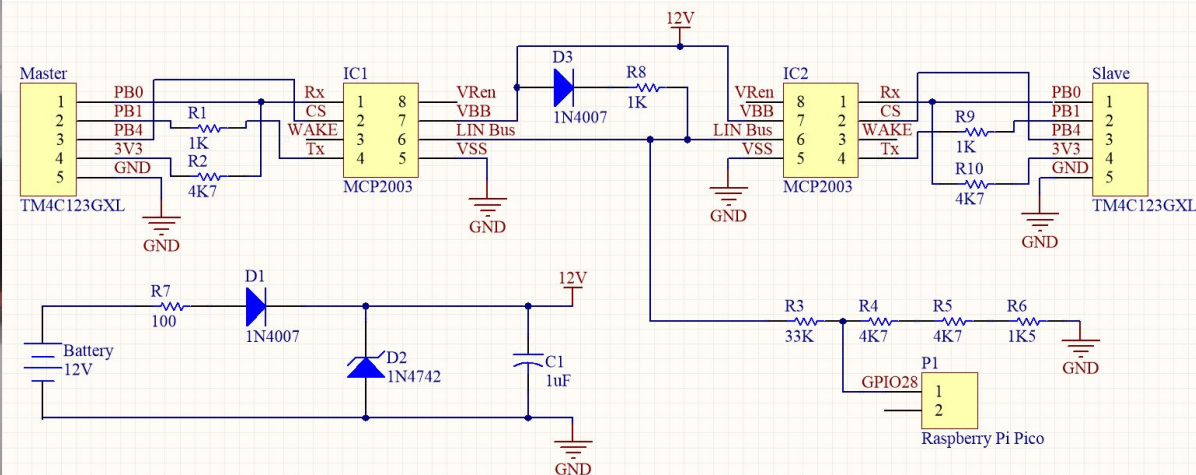 12V
Master
IC1
D3
R8
IC2
Slave
PB0
Rx
VRen
1K
VRen
Rx
PB0
1
1
8
8
1
1
PB1
R1
CS
VBB
1N4007
VBB
CS
R9
PB1
2
2
7
7
2
2
PB4
WAKE
LIN Bus
LIN Bus
WAKE
PB4
3
1K
3
6
6
3
1K
3
3V3
R2
Tx
VSS
VSS
Tx
R10
3V3
4
4
5
5
4
4
GND
GND
5
4K7
MCP2003
MCP2003
4K7
5
TM4C123GXL
TM4C123GXL
GND
GND
GND
GND
R7
D1
12V
100
1N4007
R3
R4
R5
R6
33K
4K7
4K7
1K5
Battery
12V
D2
1N4742
C1
1uF
GND
P1
GPIO28
1
2
Raspberry Pi Pico
GND